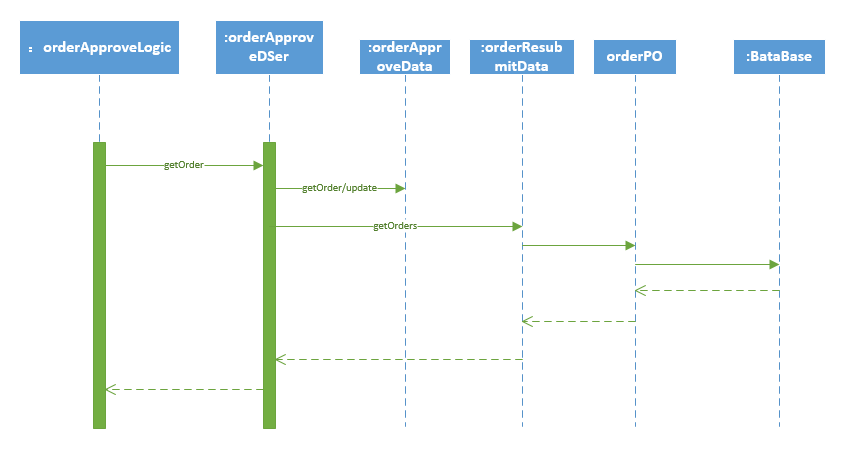 ： orderApproveLogic
:orderApprov
eDSer
:orderAppr
oveData
:orderResub
mitData
orderPO
:BataBase
getOrder
getOrder/update
getOrders